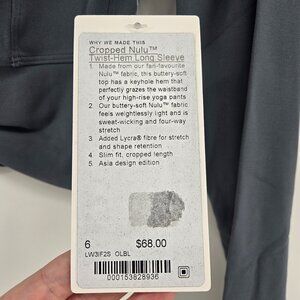 WHY WE MADE THIS
Cropped Nulu™
Twist-Hem Long Sleeve
1. Made from our fan-favourite
Nulu™ fabric, this buttery-soft
top has a keyhole hem that
perfectly grazes the waistband
of your high-rise yoga pants
2. Our buttery-soft Nulu™ fabric
feels weightlessly light and is
sweat-wicking and four-way
stretch
3. Added Lycra® fibre for stretch
and shape retention
4. Slim fit, cropped length
5. Asia design edition
6 $68.00
LW3IF2S OLBL
000153828936